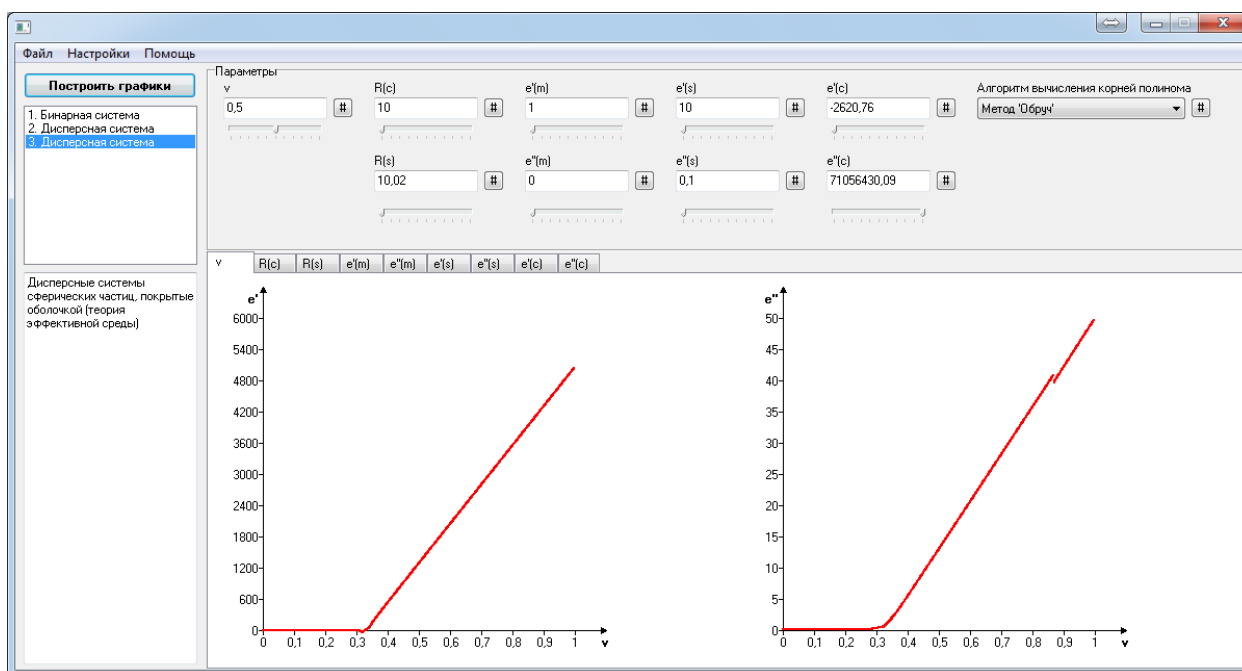 Файл Настройки Помощь
Построить графики
1. Бинарная система
2. Дисперсная система
3. Дисперсная система
Дисперсные системы
сферических частиц, покрытые
оболочкой (теория
эффективной среды)
Параметры
v R(c) e'(m) e'(s) e'(c) Алгоритм вычисления корней полинома
0,5 # 10 # 1 # 10 # -2620,76 # Метод 'Обруч' #
R(s) e"(m) e"(s) e"(c)
10,02 # 0 # 0,1 # 71056430,09 #
v R(c) R(s) e'(m) e"(m) e'(s) e"(s) e'(c) e"(c)
e'
6000
5400
4800
4200
3600
3000
2400
1800
1200
600
0
0 0,1 0,2 0,3 0,4 0,5 0,6 0,7 0,8 0,9 1 v
e"
50
45
40
35
30
25
20
15
10
5
0
0 0,1 0,2 0,3 0,4 0,5 0,6 0,7 0,8 0,9 1 v